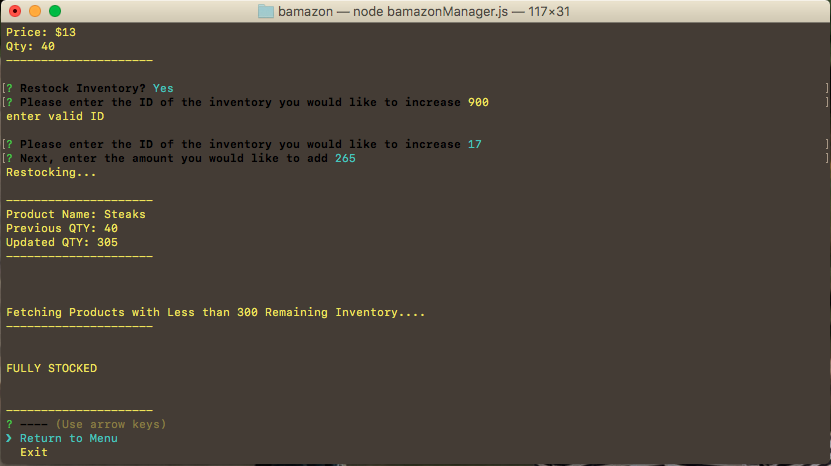 bamazon — node bamazonManager.js — 117×31
Price: $13
Qty: 40
---------------------
[? Restock Inventory? Yes ]
[? Please enter the ID of the inventory you would like to increase 900 ]
enter valid ID
[? Please enter the ID of the inventory you would like to increase 17 ]
[? Next, enter the amount you would like to add 265 ]
Restocking...
---------------------
Product Name: Steaks
Previous QTY: 40
Updated QTY: 305
---------------------
Fetching Products with Less than 300 Remaining Inventory....
---------------------
FULLY STOCKED
---------------------
? ---- (Use arrow keys)
❯ Return to Menu
Exit